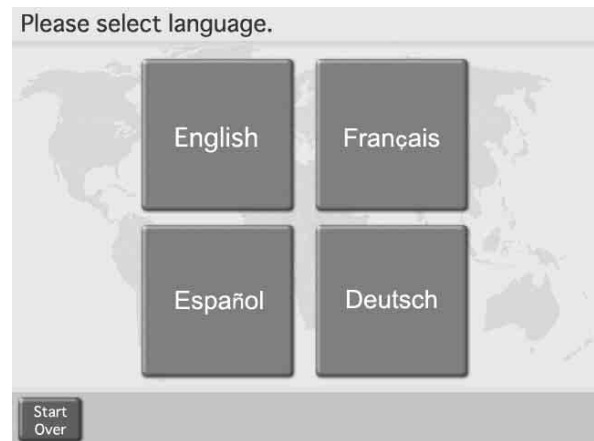 Please select language.
English
Français
Español
Deutsch
Start
Over